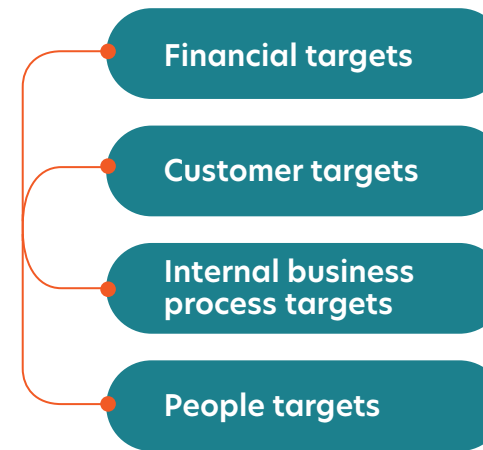 Financial targets
Customer targets
Internal business
process targets
People targets